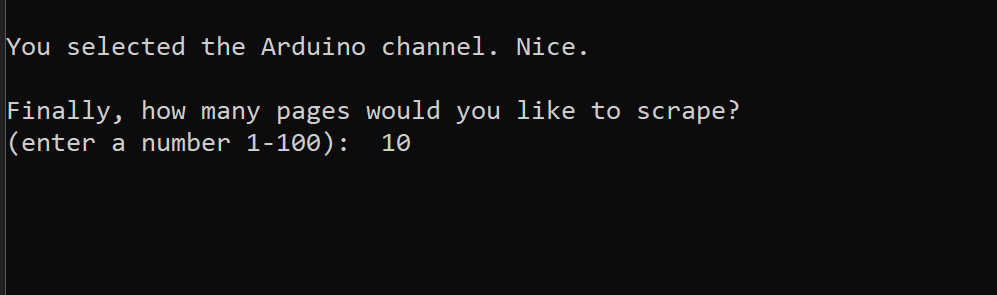 You selected the Arduino channel. Nice.
Finally, how many pages would you like to scrape?
(enter a number 1-100):  10